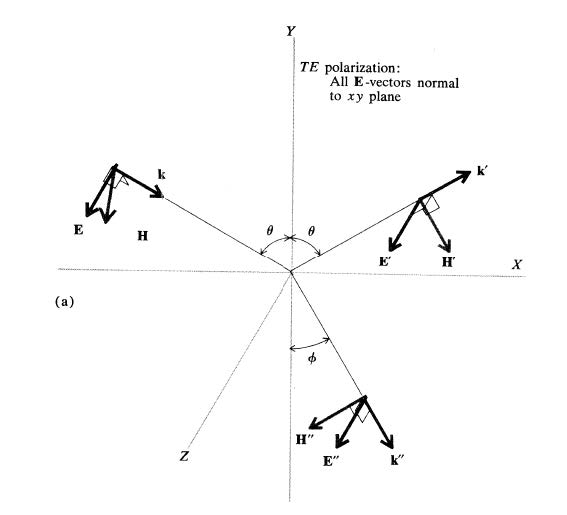 Y
TE polarization:
All E-vectors normal
to xy plane
k
k′
E
H
θ
θ
E′
H′
X
(a)
ϕ
H″
Z
E″
k″